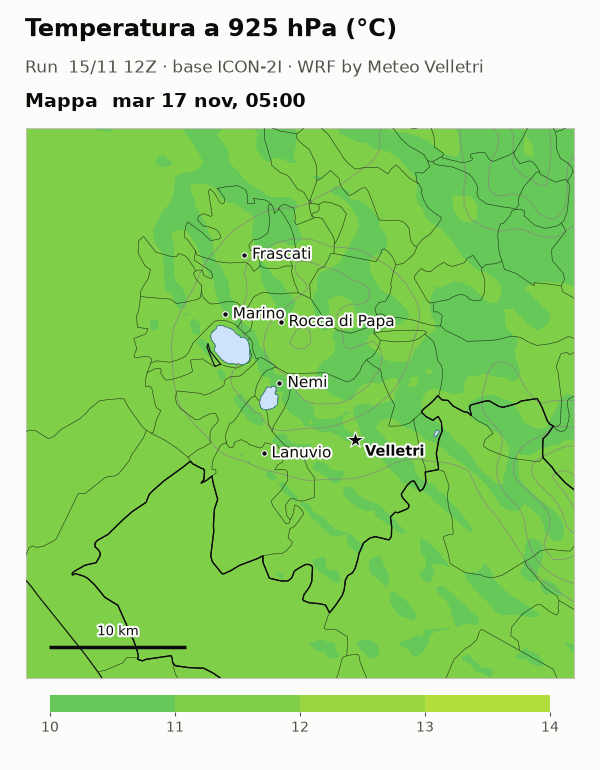 Temperatura a 925 hPa (°C)
Run  15/11 12Z · base ICON-2I · WRF by Meteo Velletri
Mappa  mar 17 nov, 05:00
Frascati
Marino
Rocca di Papa
Nemi
Velletri
Lanuvio
10 km
10 11 12 13 14